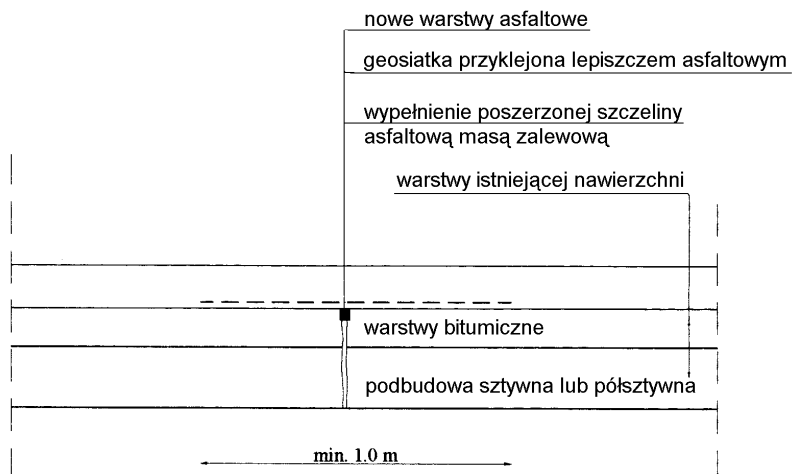 nowe warstwy asfaltowe
geosiatka przyklejona lepiszczem asfaltowym
wypełnienie poszerzonej szczeliny
asfaltową masą zalewową
warstwy istniejącej nawierzchni
warstwy bitumiczne
podbudowa sztywna lub półsztywna
min. 1.0 m